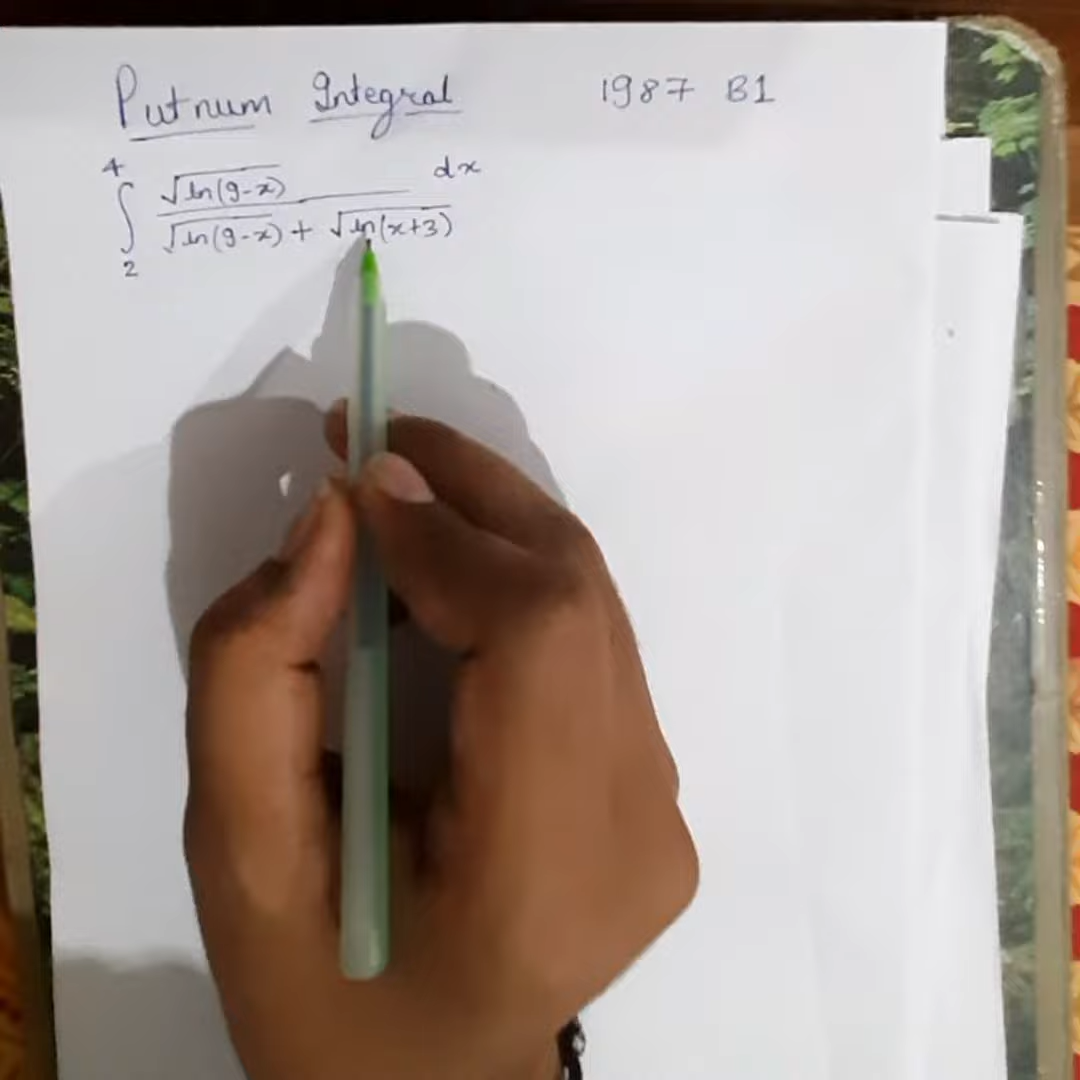 Putnum Integral 1987 B1
4 dx
∫ √ln(9-x)
√ln(9-x) + √ln(x+3)
2